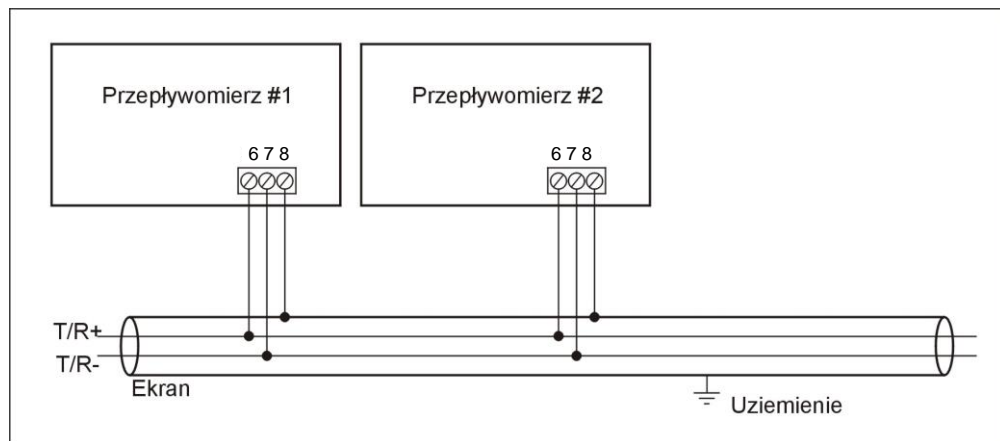 Przepływomierz #1
Przepływomierz #2
6 7 8
6 7 8
T/R+
T/R-
Ekran
Uziemienie